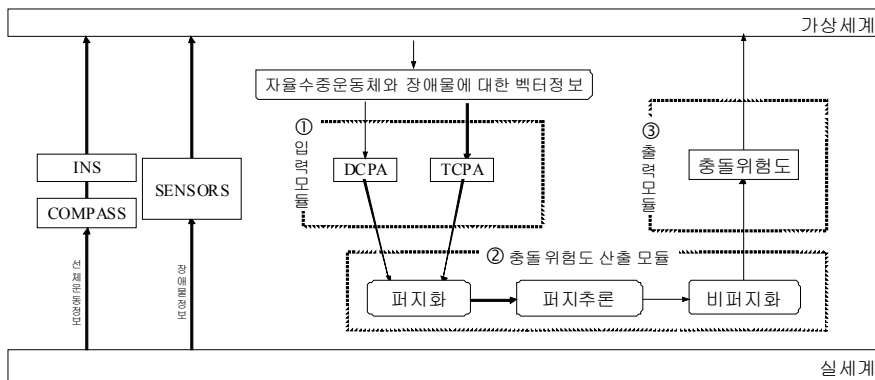 가상세계
자율수중운동체와 장애물에 대한 벡터정보
① 입력모듈
③ 출력모듈
DCPA
TCPA
충돌위험도
INS
COMPASS
SENSORS
선체운동정보
장애물정보
② 충돌위험도 산출 모듈
퍼지화
퍼지추론
비퍼지화
실세계